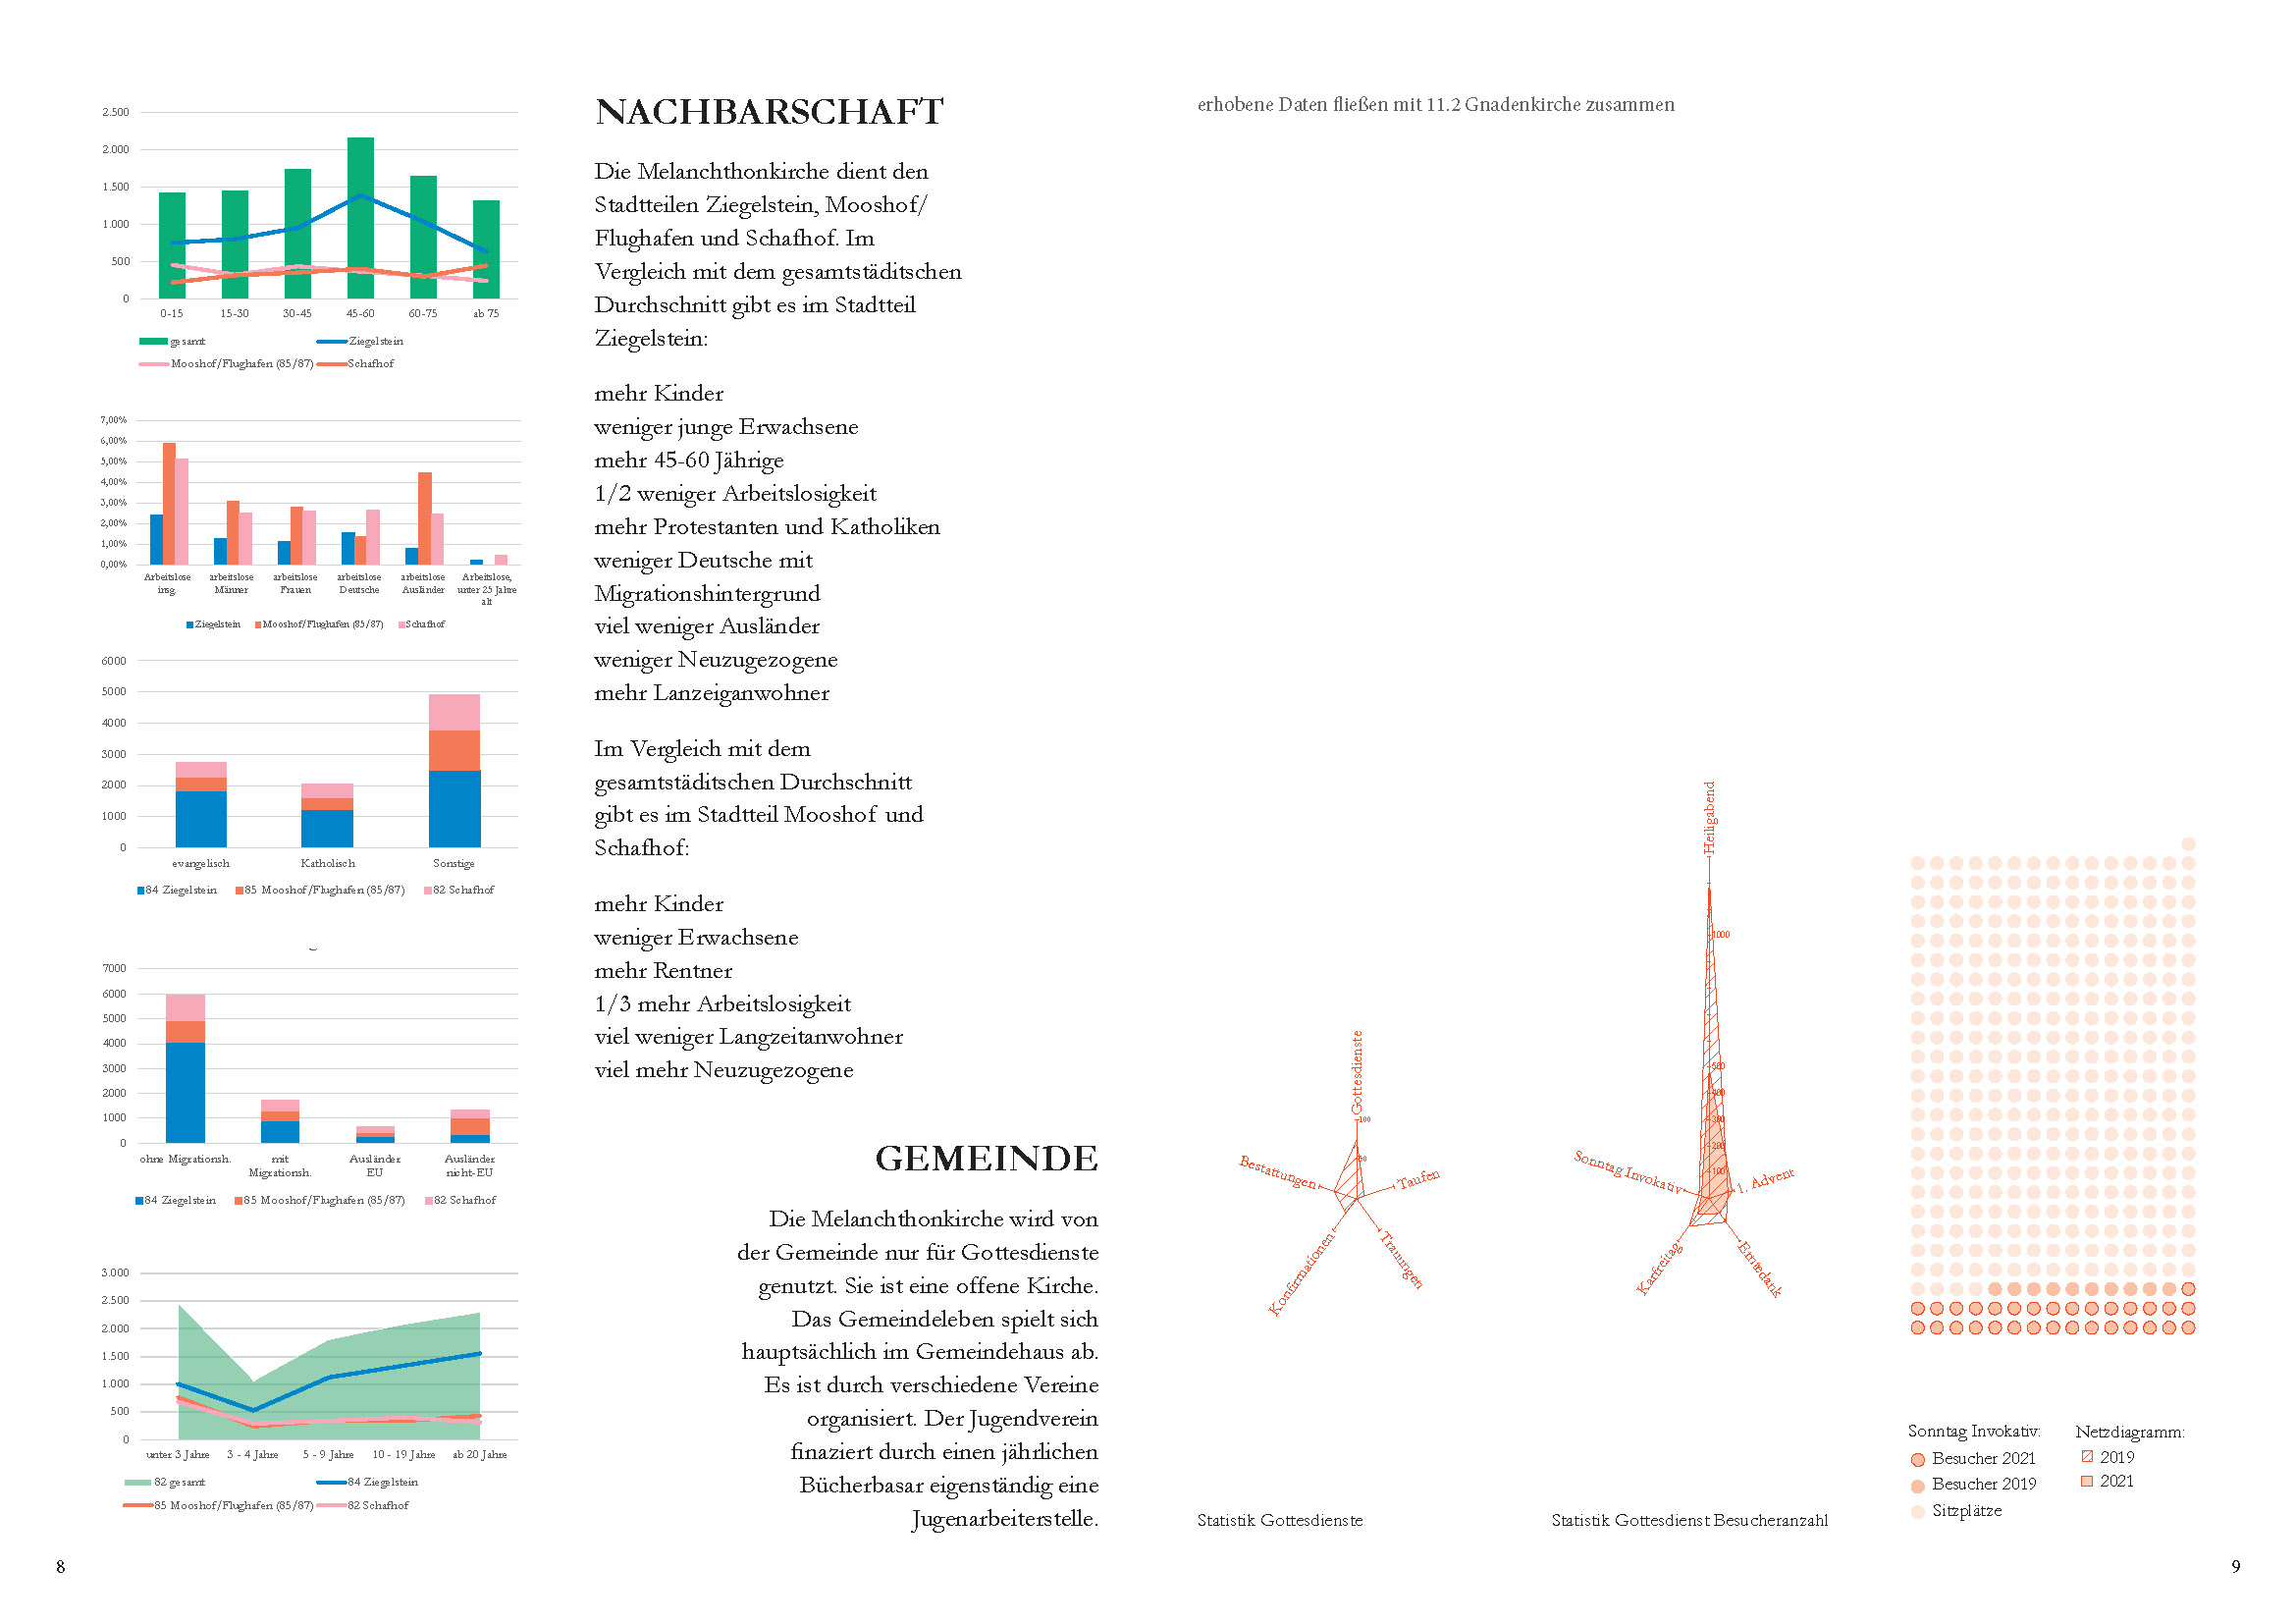 2.500
2.000
1.500
1.000
500
0
0-15 15-30 30-45 45-60 60-75 ab 75
gesamt Ziegelstein
Mooshof/Flughafen (85/87) Schafhof
7,00%
6,00%
5,00%
4,00%
3,00%
2,00%
1,00%
0,00%
Arbeitslose insg.
arbeitslose Männer
arbeitslose Frauen
arbeitslose Deutsche
arbeitslose Ausländer
Arbeitslose, unter 25 Jahre alt
Ziegelstein Mooshof/Flughafen (85/87) Schafhof
6000
5000
4000
3000
2000
1000
0
evangelisch Katholisch Sonstige
84 Ziegelstein 85 Mooshof/Flughafen (85/87) 82 Schafhof
7000
6000
5000
4000
3000
2000
1000
0
ohne Migrationsh.
mit Migrationsh.
Ausländer EU
Ausländer nicht-EU
84 Ziegelstein 85 Mooshof/Flughafen (85/87) 82 Schafhof
3.000
2.500
2.000
1.500
1.000
500
0
unter 3 Jahre 3 - 4 Jahre 5 - 9 Jahre 10 - 19 Jahre ab 20 Jahre
82 gesamt 84 Ziegelstein
85 Mooshof/Flughafen (85/87) 82 Schafhof
8
NACHBARSCHAFT
Die Melanchthonkirche dient den
Stadtteilen Ziegelstein, Mooshof/
Flughafen und Schafhof. Im
Vergleich mit dem gesamtstäditschen
Durchschnitt gibt es im Stadtteil
Ziegelstein:
mehr Kinder
weniger junge Erwachsene
mehr 45-60 Jährige
1/2 weniger Arbeitslosigkeit
mehr Protestanten und Katholiken
weniger Deutsche mit
Migrationshintergrund
viel weniger Ausländer
weniger Neuzugezogene
mehr Lanzeiganwohner
Im Vergleich mit dem
gesamtstäditschen Durchschnitt
gibt es im Stadtteil Mooshof und
Schafhof:
mehr Kinder
weniger Erwachsene
mehr Rentner
1/3 mehr Arbeitslosigkeit
viel weniger Langzeitanwohner
viel mehr Neuzugezogene
GEMEINDE
Die Melanchthonkirche wird von
der Gemeinde nur für Gottesdienste
genutzt. Sie ist eine offene Kirche.
Das Gemeindeleben spielt sich
hauptsächlich im Gemeindehaus ab.
Es ist durch verschiedene Vereine
organisiert. Der Jugendverein
finaziert durch einen jährlichen
Bücherbasar eigenständig eine
Jugenarbeiterstelle.
erhobene Daten fließen mit 11.2 Gnadenkirche zusammen
Gottesdienste
100
50
Bestattungen
Taufen
Konfirmationen
Trauungen
Statistik Gottesdienste
Heiligabend
1000
500
400
300
200
100
Sonntag Invokativ
1. Advent
Karfreitag
Erntedank
Statistik Gottesdienst Besucheranzahl
Sonntag Invokativ:
Besucher 2021
Besucher 2019
Sitzplätze
Netzdiagramm:
2019
2021
9